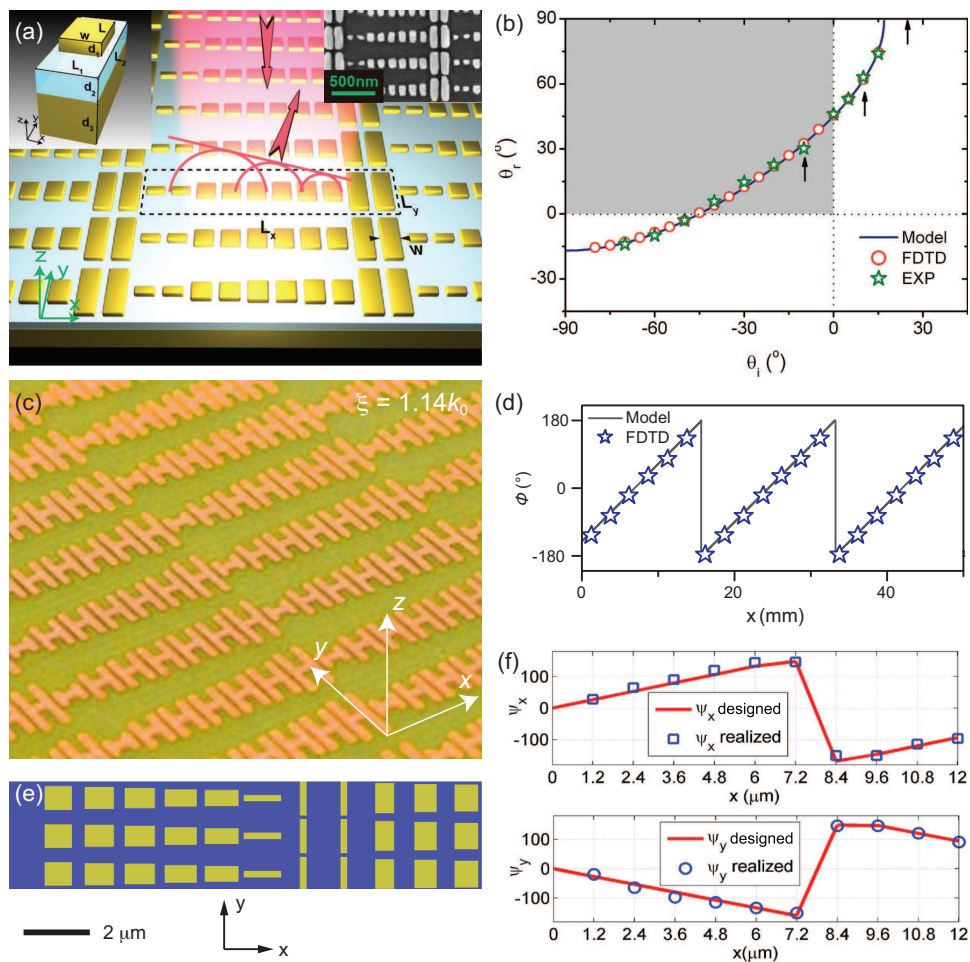 (a)
L
w
d1
L1
L2
d2
d3
z
y
x
500nm
Lx
Ly
W
z
y
x
(b)
θr (°)
90
60
30
0
-30
Model
FDTD
EXP
-90
-60
-30
0
30
θi (°)
(c)
ξ = 1.14k0
z
y
x
(d)
Φ (°)
180
0
-180
Model
FDTD
0
20
40
x (mm)
(e)
2 μm
y
x
(f)
ψx
100
0
-100
ψx designed
ψx realized
0 1.2 2.4 3.6 4.8 6 7.2 8.4 9.6 10.8 12
x (μm)
ψy
100
0
-100
ψy designed
ψy realized
0 1.2 2.4 3.6 4.8 6 7.2 8.4 9.6 10.8 12
x(μm)